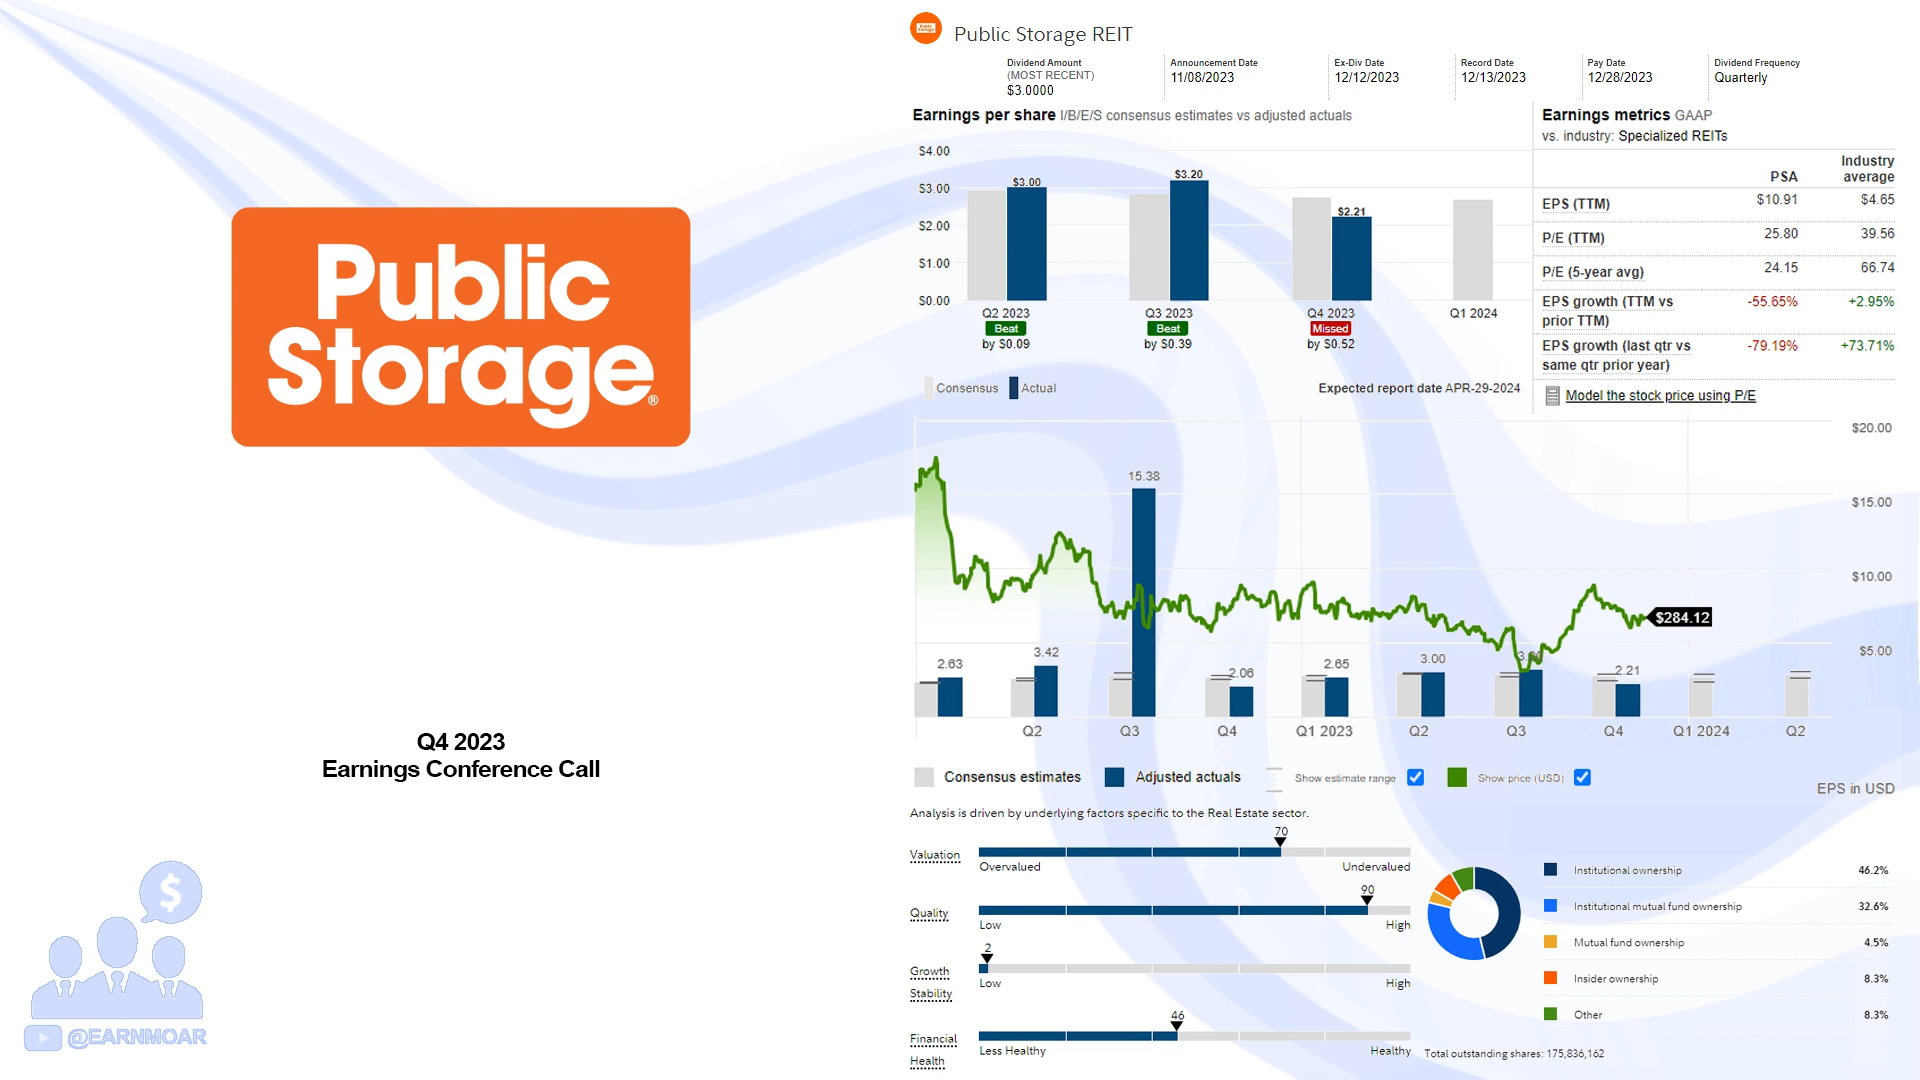 Public Storage REIT
Dividend Amount
(MOST RECENT)
$3.0000
Announcement Date
11/08/2023
Ex-Div Date
12/12/2023
Record Date
12/13/2023
Pay Date
12/28/2023
Dividend Frequency
Quarterly
Earnings per share I/B/E/S consensus estimates vs adjusted actuals
$4.00
$3.00
$2.00
$1.00
$0.00
$3.00
$3.20
$2.21
Q2 2023
Beat
by $0.09
Q3 2023
Beat
by $0.39
Q4 2023
Missed
by $0.52
Q1 2024
Consensus
Actual
Expected report date APR-29-2024
Earnings metrics GAAP
vs. industry: Specialized REITs
PSA
Industry
average
EPS (TTM) $10.91 $4.65
P/E (TTM) 25.80 39.56
P/E (5-year avg) 24.15 66.74
EPS growth (TTM vs
prior TTM) -55.65% +2.95%
EPS growth (last qtr vs
same qtr prior year) -79.19% +73.71%
Model the stock price using P/E
Public
Storage®
Q4 2023
Earnings Conference Call
$
@EARNMOAR
$20.00
$15.00
$10.00
$5.00
2.63
3.42
15.38
2.06
2.65
3.00
2.21
$284.12
Q2
Q3
Q4
Q1 2023
Q2
Q3
Q4
Q1 2024
Q2
Consensus estimates
Adjusted actuals
Show estimate range
Show price (USD)
EPS in USD
Analysis is driven by underlying factors specific to the Real Estate sector.
Valuation
70
Overvalued
Undervalued
Quality
90
Low
High
Growth
Stability
2
Low
High
Financial
Health
46
Less Healthy
Healthy
Institutional ownership 46.2%
Institutional mutual fund ownership 32.6%
Mutual fund ownership 4.5%
Insider ownership 8.3%
Other 8.3%
Total outstanding shares: 175,836,162